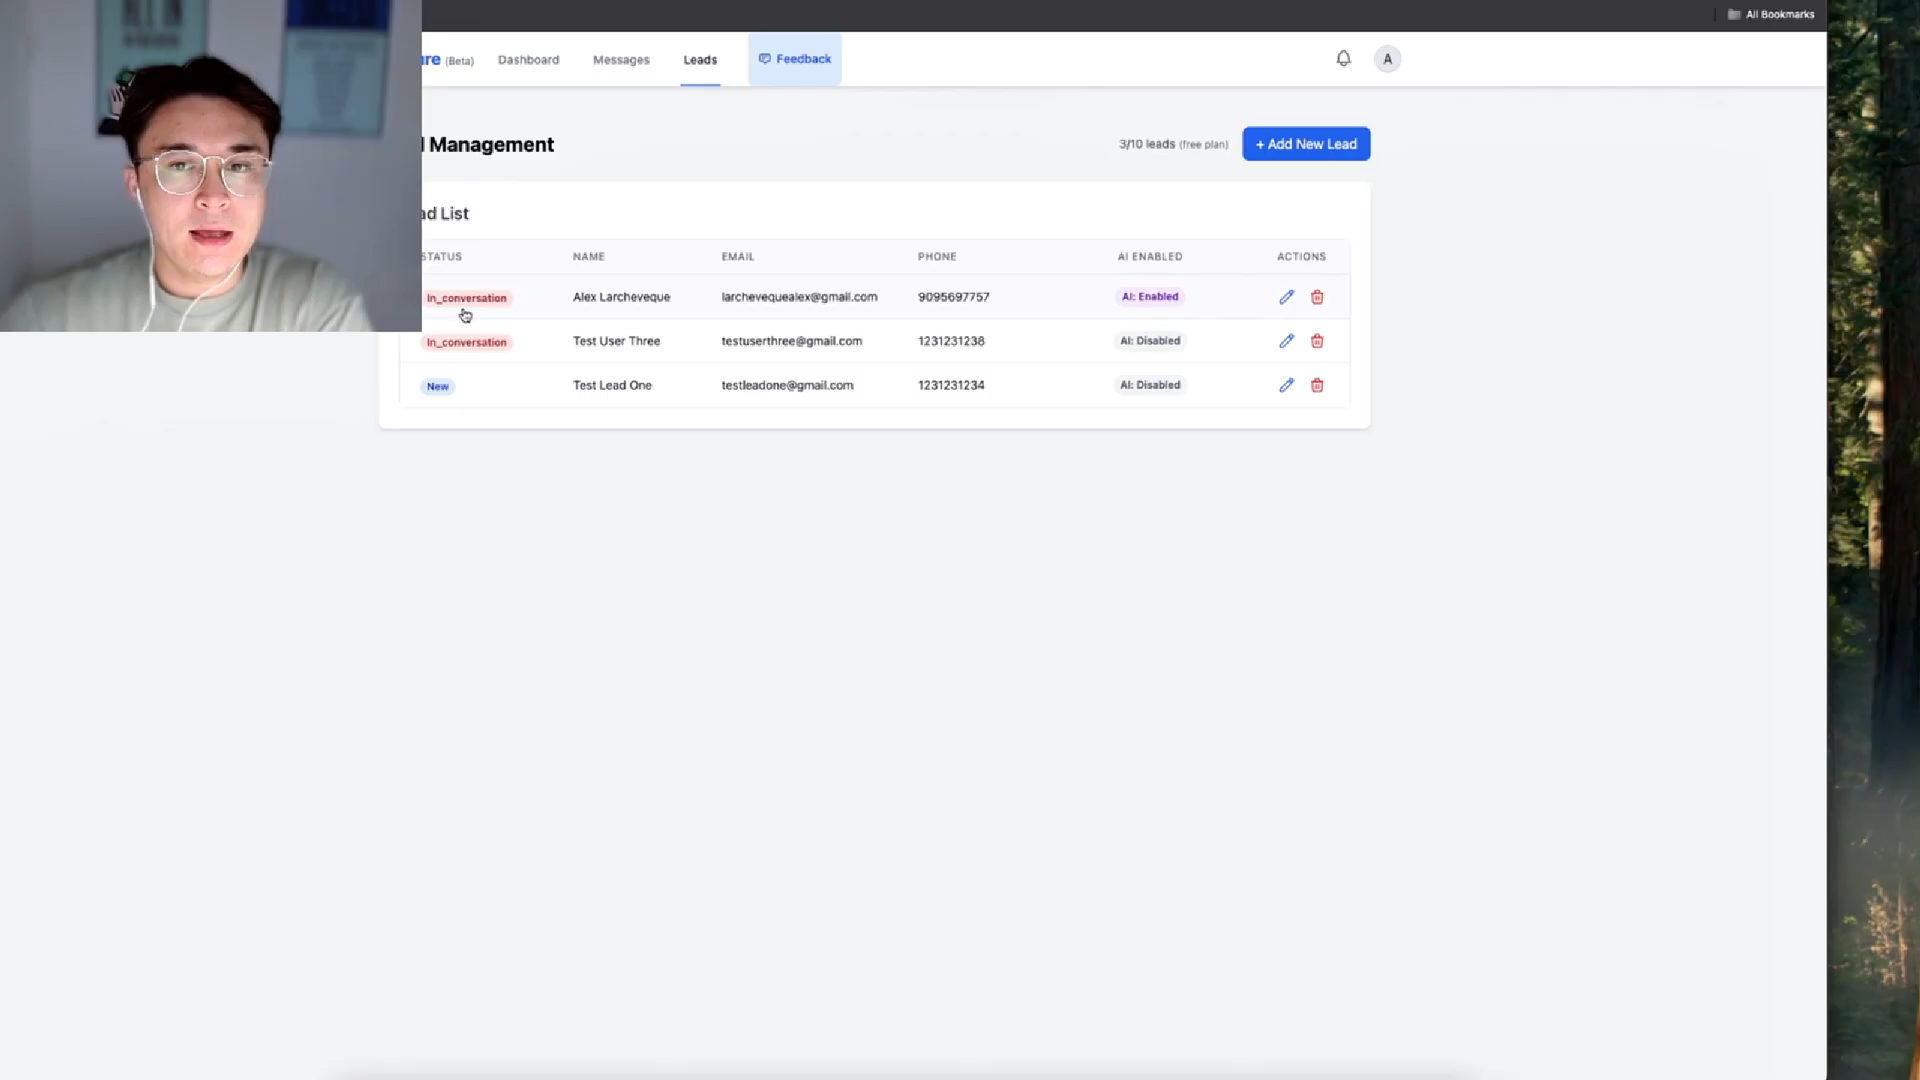 All Bookmarks
re (Beta) Dashboard Messages Leads Feedback A
Management 3/10 leads (free plan) + Add New Lead
ad List
STATUS NAME EMAIL PHONE AI ENABLED ACTIONS
In_conversation Alex Larcheveque larchevequealex@gmail.com 9095697757 AI: Enabled
In_conversation Test User Three testuserthree@gmail.com 1231231238 AI: Disabled
New Test Lead One testleadone@gmail.com 1231231234 AI: Disabled